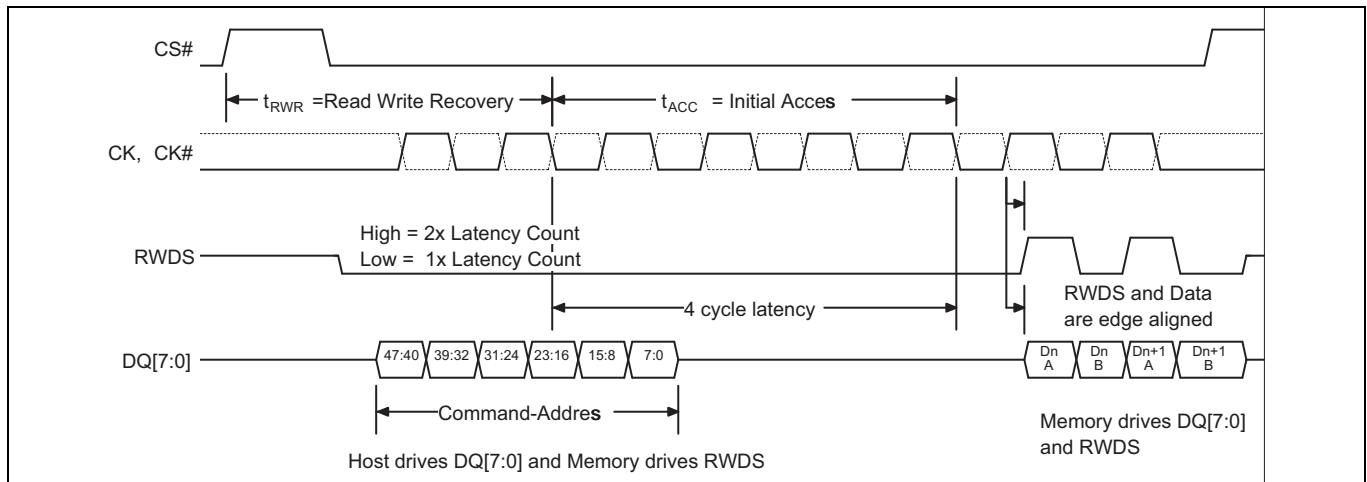 CS#
tRWR =Read Write Recovery
tACC = Initial Acces
CK, CK#
High = 2x Latency Count
Low = 1x Latency Count
RWDS
4 cycle latency
RWDS and Data
are edge aligned
DQ[7:0]
47:40 39:32 31:24 23:16 15:8 7:0
Dn A
Dn B
Dn+1 A
Dn+1 B
Command-Addres
Host drives DQ[7:0] and Memory drives RWDS
Memory drives DQ[7:0]
and RWDS